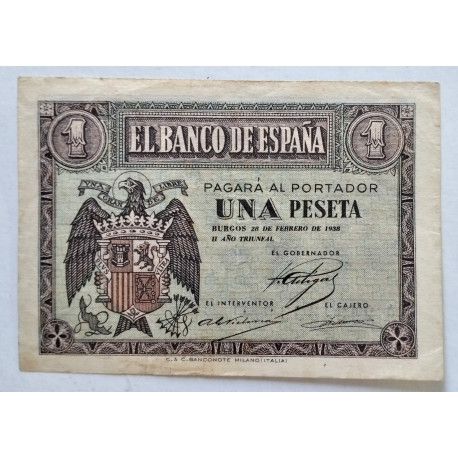 1 EL BANCO DE ESPAÑA 1
UNA GRANDE LIBRE
PAGARÁ AL PORTADOR
UNA PESETA
BURGOS 28 DE FEBRERO DE 1938
II AÑO TRIUNFAL
EL GOBERNADOR
EL INTERVENTOR EL CAJERO
C. & C. BANCONOTE MILANO (ITALIA)